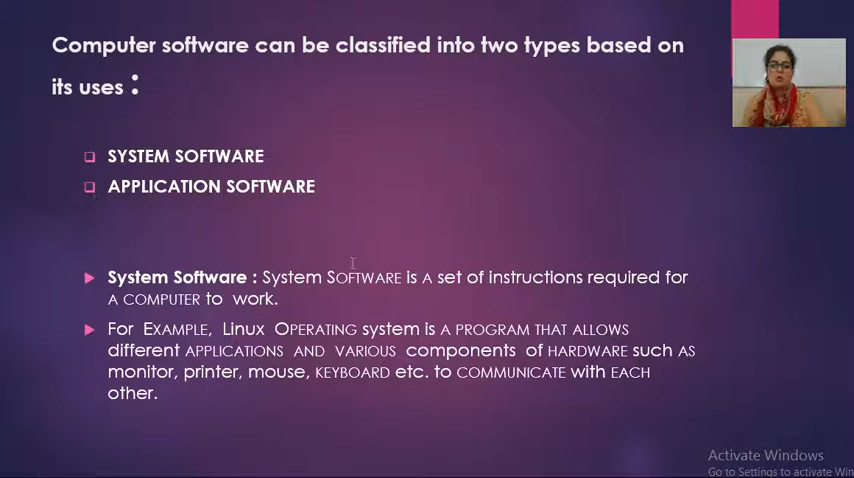 Computer software can be classified into two types based on
its uses :
SYSTEM SOFTWARE
APPLICATION SOFTWARE
System Software : System SOFTWARE is A set of instructions required for
A COMPUTER to work.
For EXAMPLE, Linux OPERATING system is A PROGRAM THAT ALLOWS
different APPLICATIONS AND VARIOUS components of HARDWARE such AS
monitor, printer, mouse, KEYBOARD etc. to COMMUNICATE with EACH
other.
Activate Windows
Go to Settings to activate Win